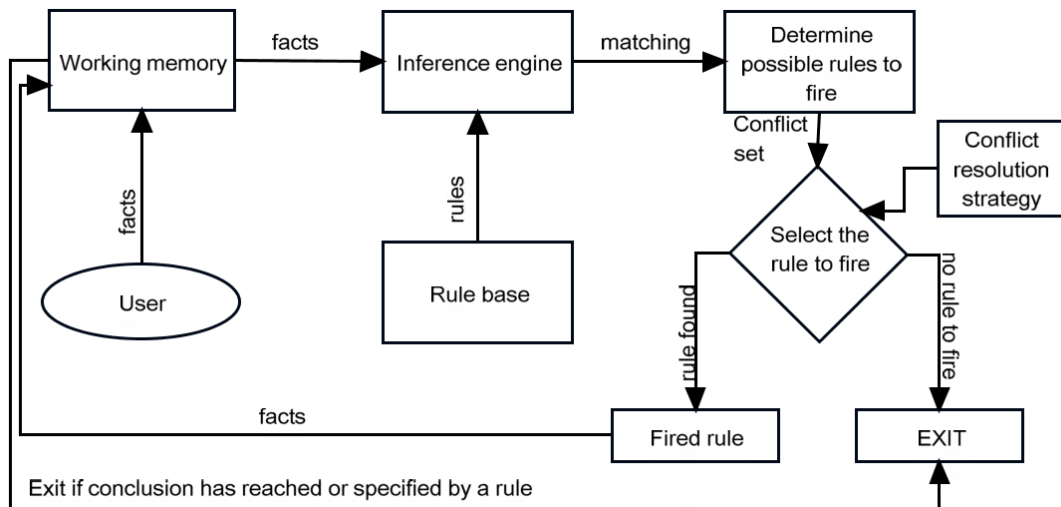 Working memory
facts
Inference engine
matching
Determine
possible rules to
fire
Conflict
set
Conflict
resolution
strategy
facts
rules
Select the
rule to fire
User
Rule base
rule found
no rule to fire
facts
Fired rule
EXIT
Exit if conclusion has reached or specified by a rule